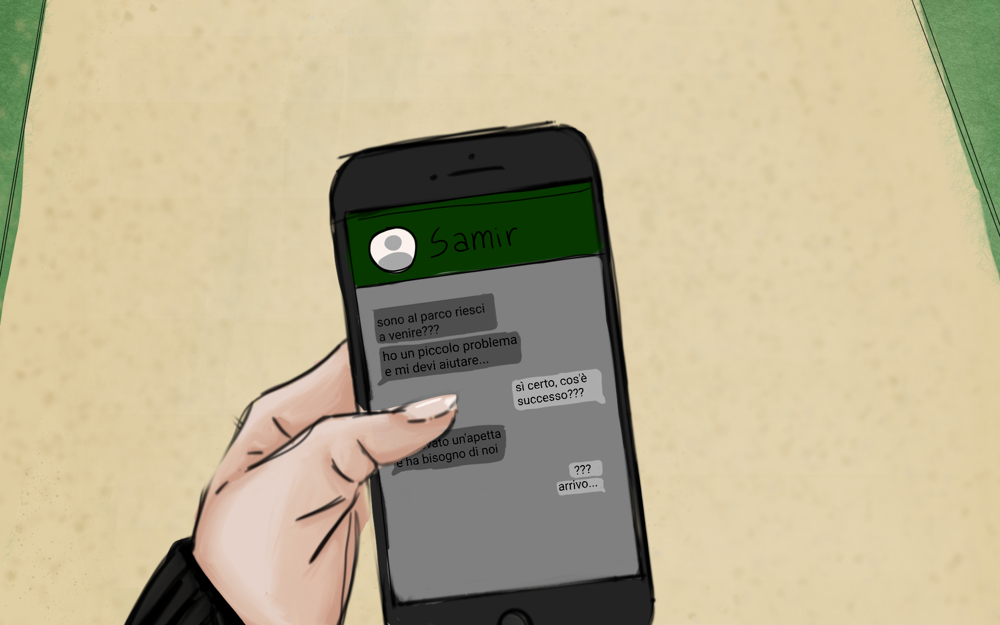 Samir
sono al parco riesci
a venire???
ho un piccolo problema
e mi devi aiutare...
sì certo, cos'è
successo???
un'apetta
e ha bisogno di noi
???
arrivo...